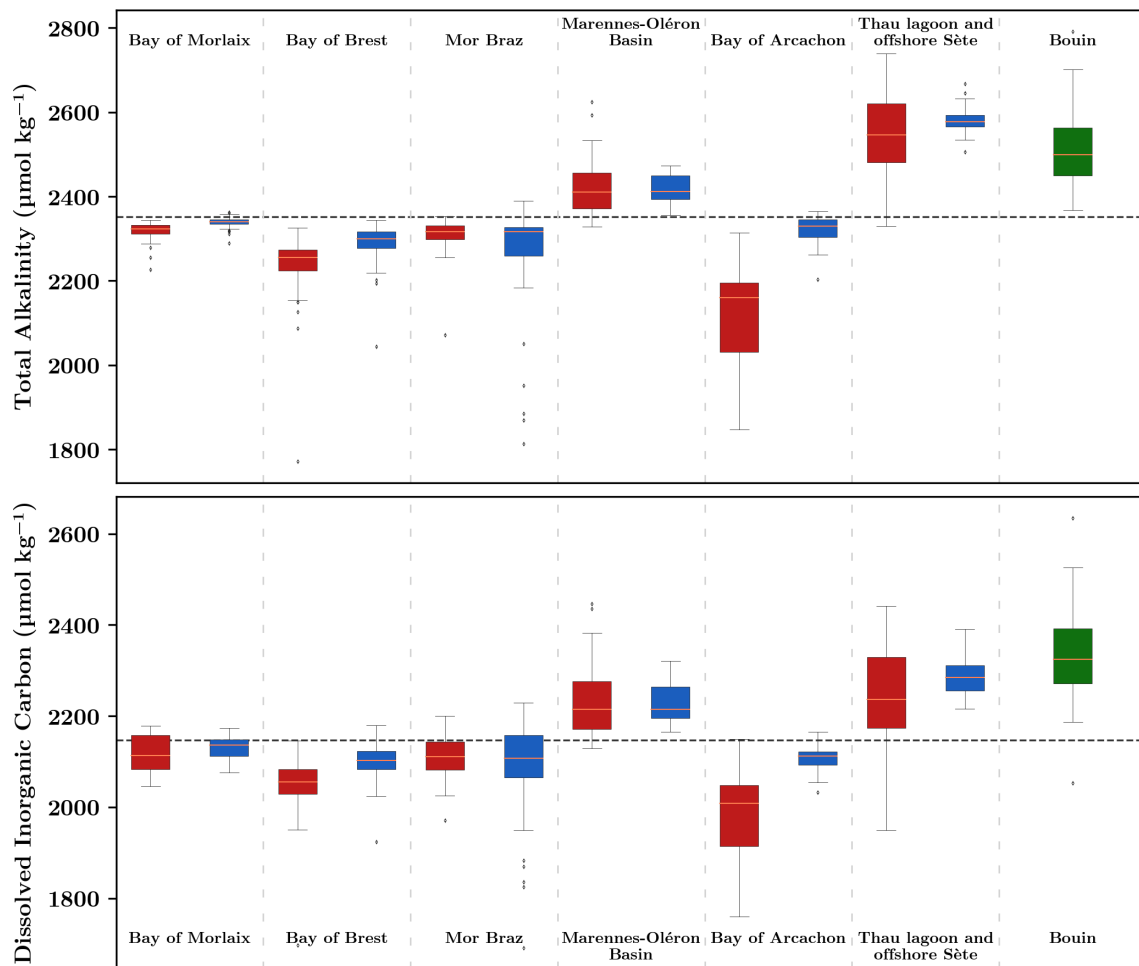 2800
2600
2400
2200
2000
1800
Total Alkalinity (μmol kg⁻¹)
Bay of Morlaix
Bay of Brest
Mor Braz
Marennes-Oléron
Basin
Bay of Arcachon
Thau lagoon and
offshore Sète
Bouin
2600
2400
2200
2000
1800
Dissolved Inorganic Carbon (μmol kg⁻¹)
Bay of Morlaix
Bay of Brest
Mor Braz
Marennes-Oléron
Basin
Bay of Arcachon
Thau lagoon and
offshore Sète
Bouin